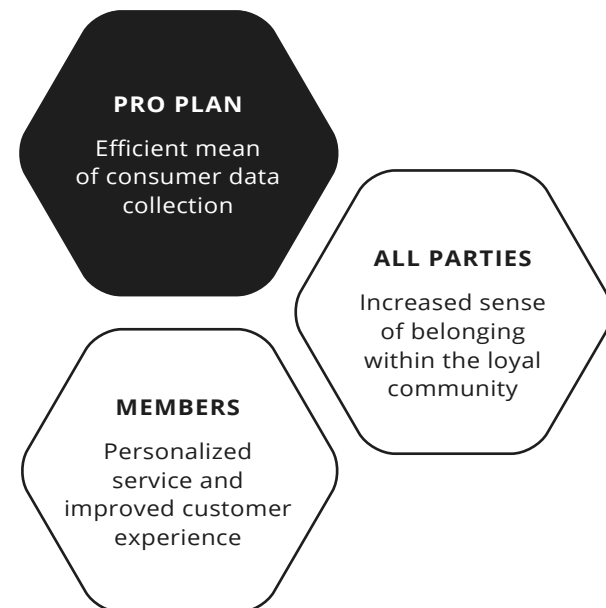 PRO PLAN
Efficient mean
of consumer data
collection
ALL PARTIES
Increased sense
of belonging
within the loyal
community
MEMBERS
Personalized
service and
improved customer
experience